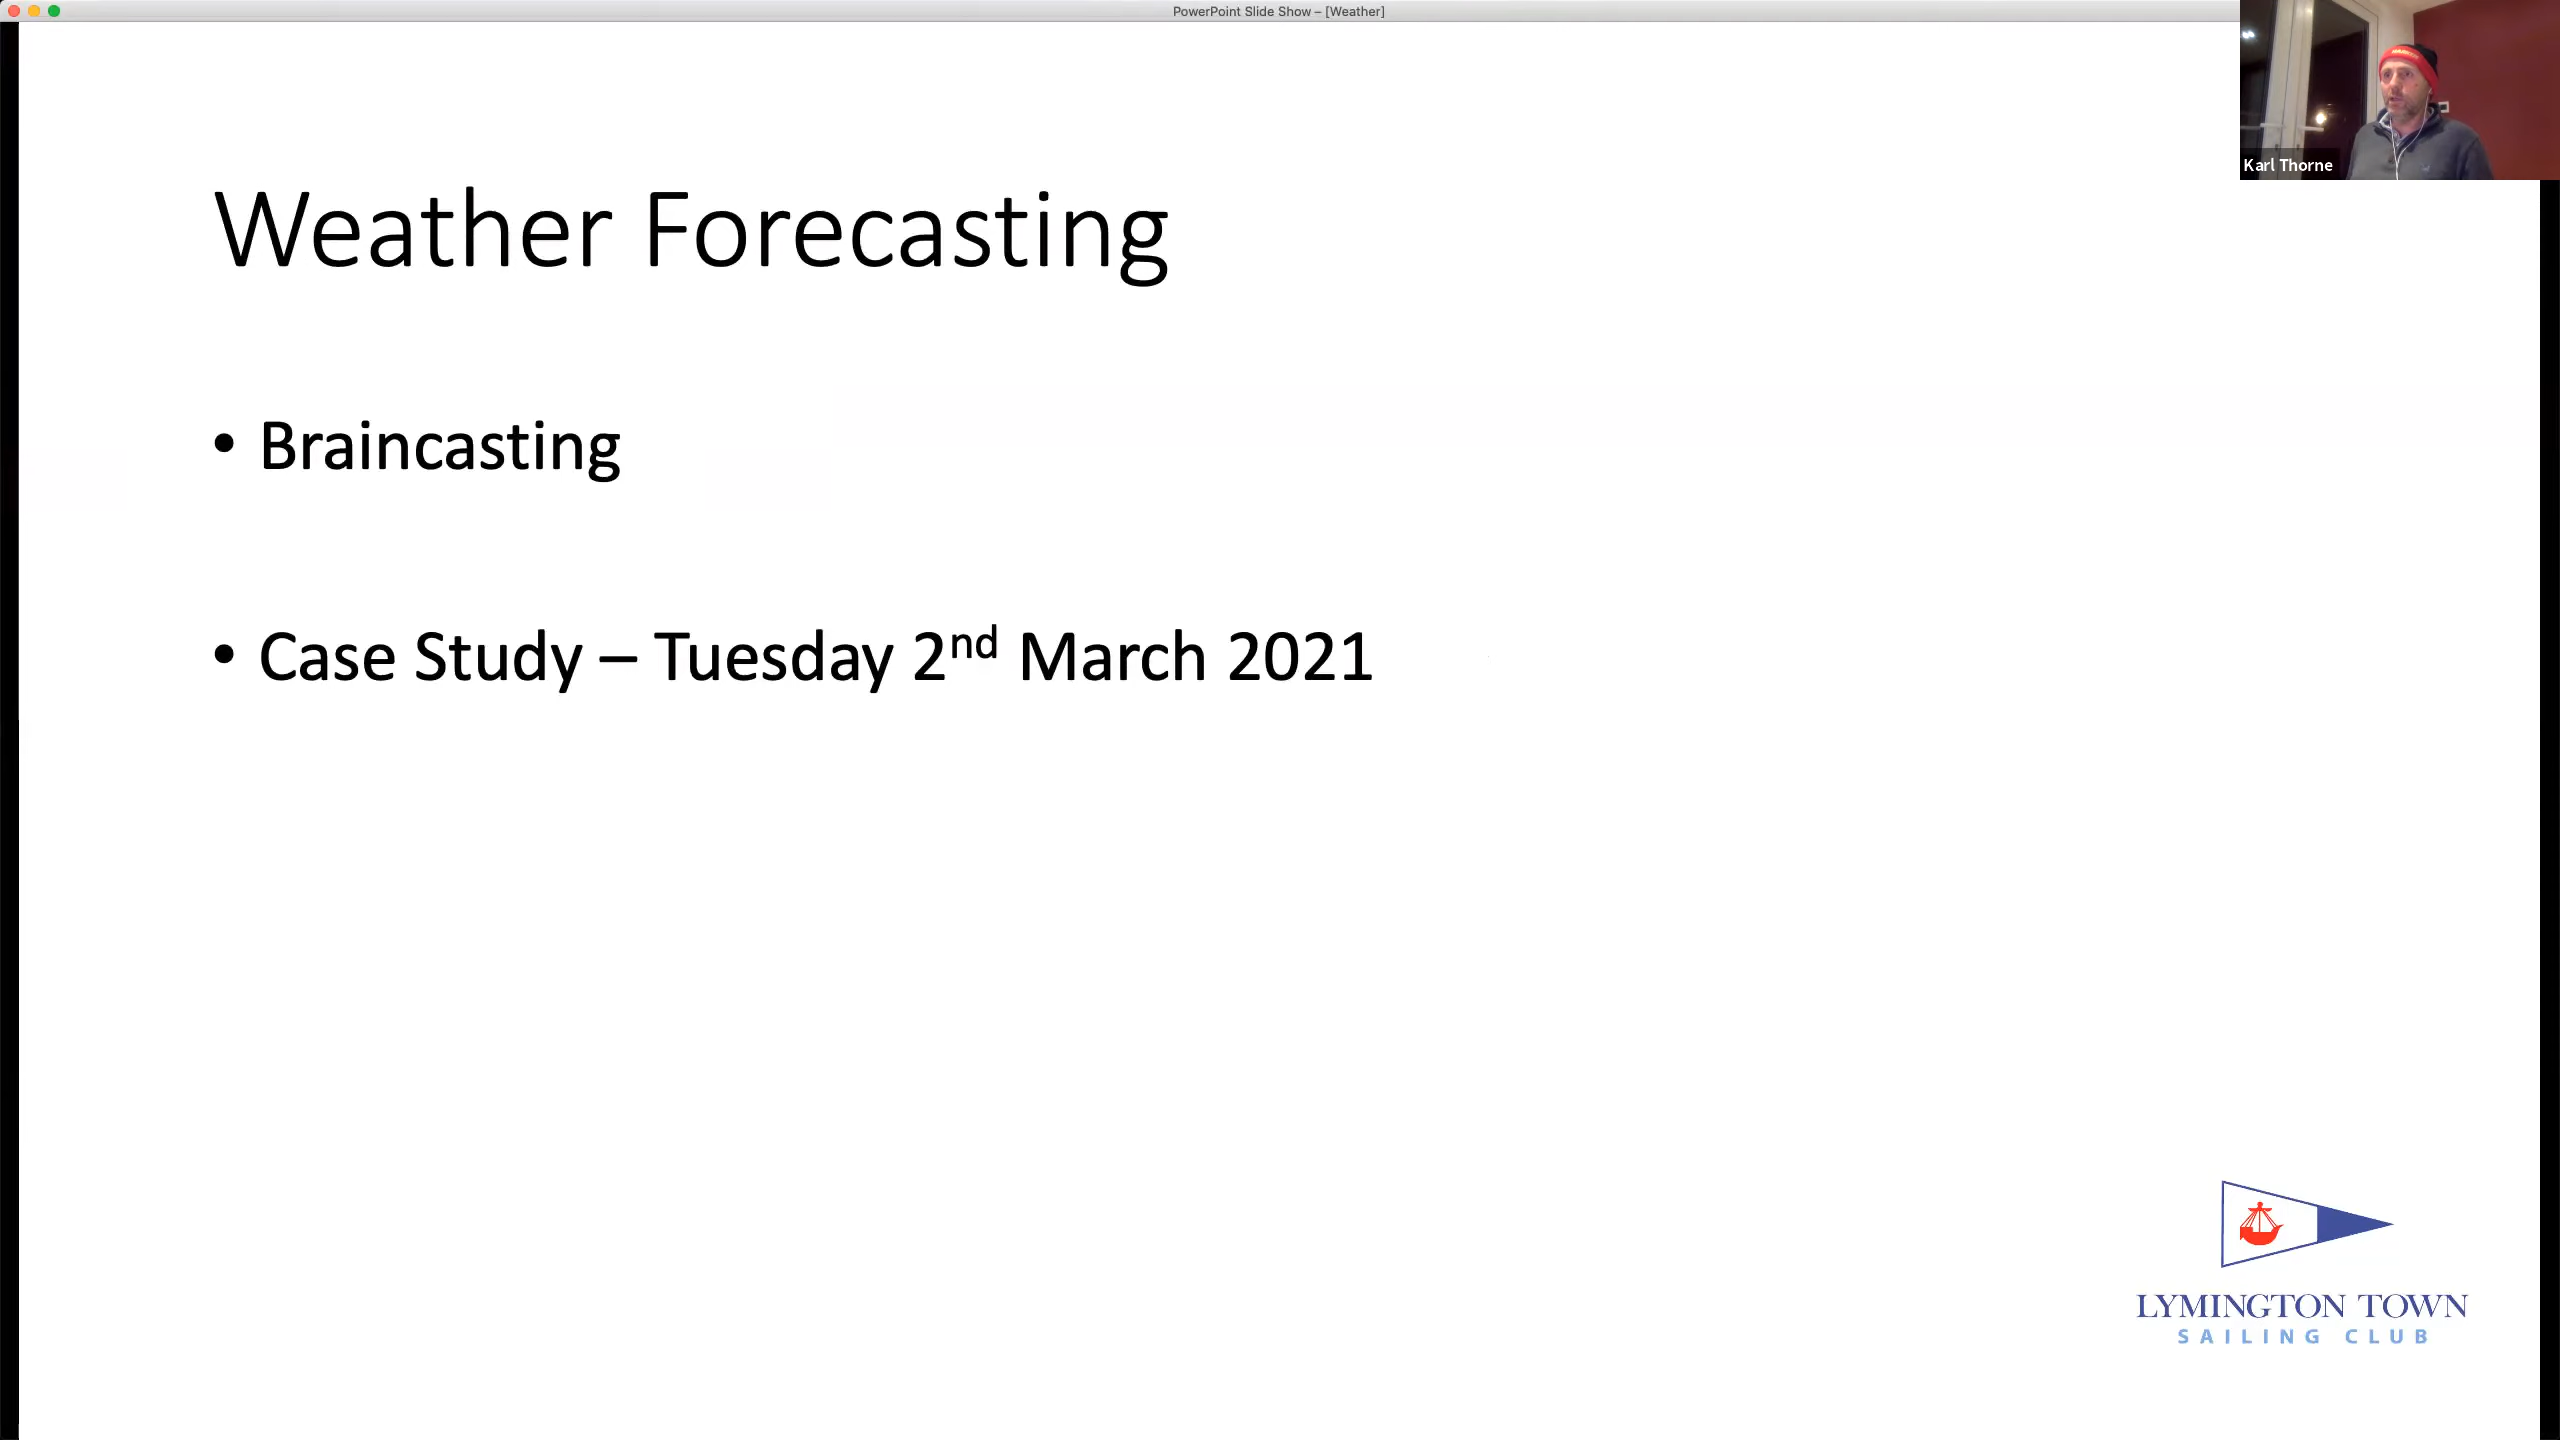 PowerPoint Slide Show – [Weather]
Karl Thorne
Weather Forecasting
• Braincasting
• Case Study – Tuesday 2nd March 2021
LYMINGTON TOWN
SAILING CLUB